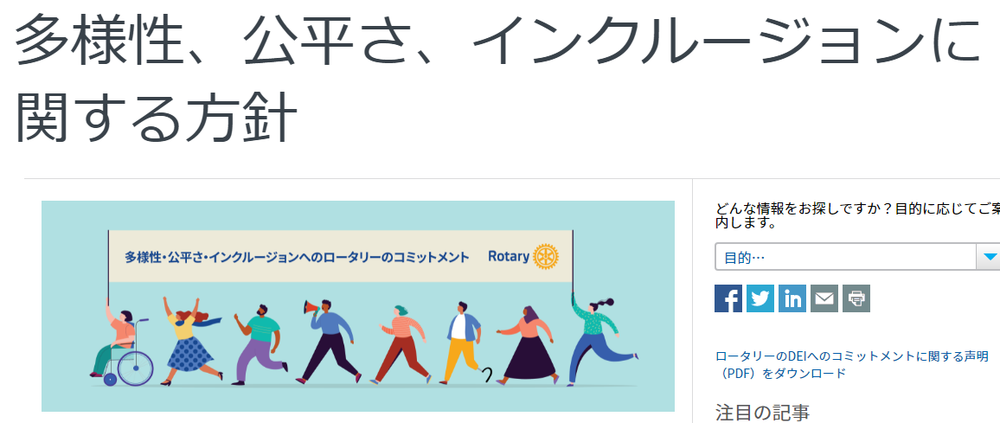 多様性、公平さ、インクルージョンに
関する方針
多様性・公平さ・インクルージョンへのロータリーのコミットメント
Rotary
どんな情報をお探しですか？目的に応じてご案
内します。
目的…
ロータリーのDEIへのコミットメントに関する声明
（PDF）をダウンロード
注目の記事